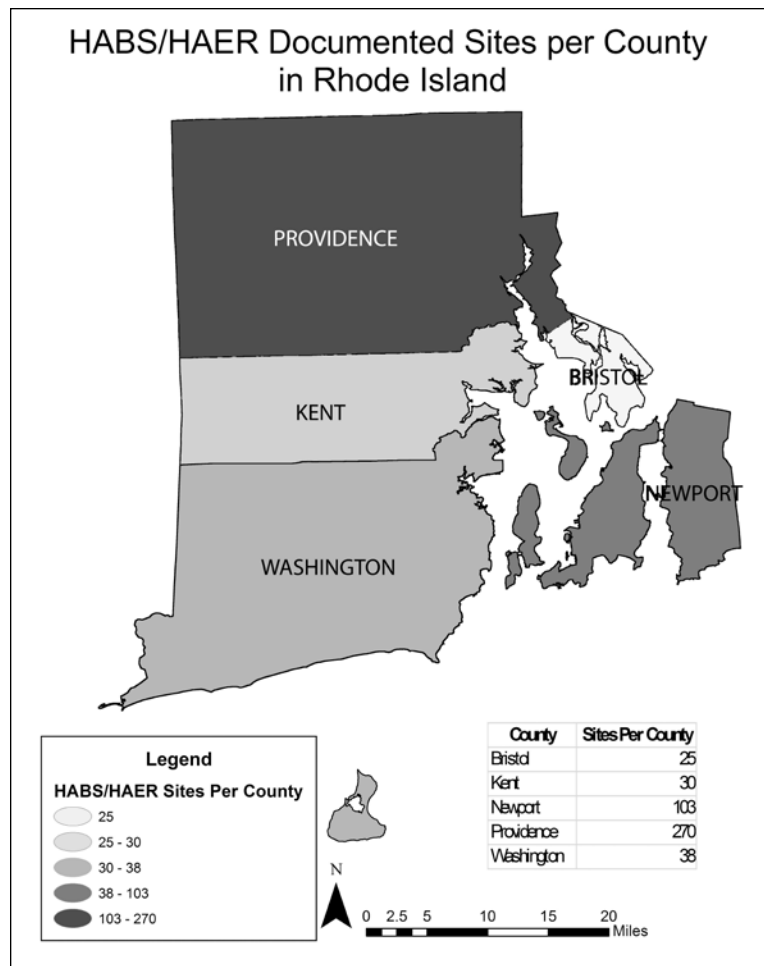 HABS/HAER Documented Sites per County
in Rhode Island
PROVIDENCE
BRISTOL
KENT
NEWPORT
WASHINGTON
Legend
HABS/HAER Sites Per County
25
25 - 30
30 - 38
38 - 103
103 - 270
County Sites Per County
Bristol 25
Kent 30
Newport 103
Providence 270
Washington 38
N
0 2.5 5 10 15 20
Miles